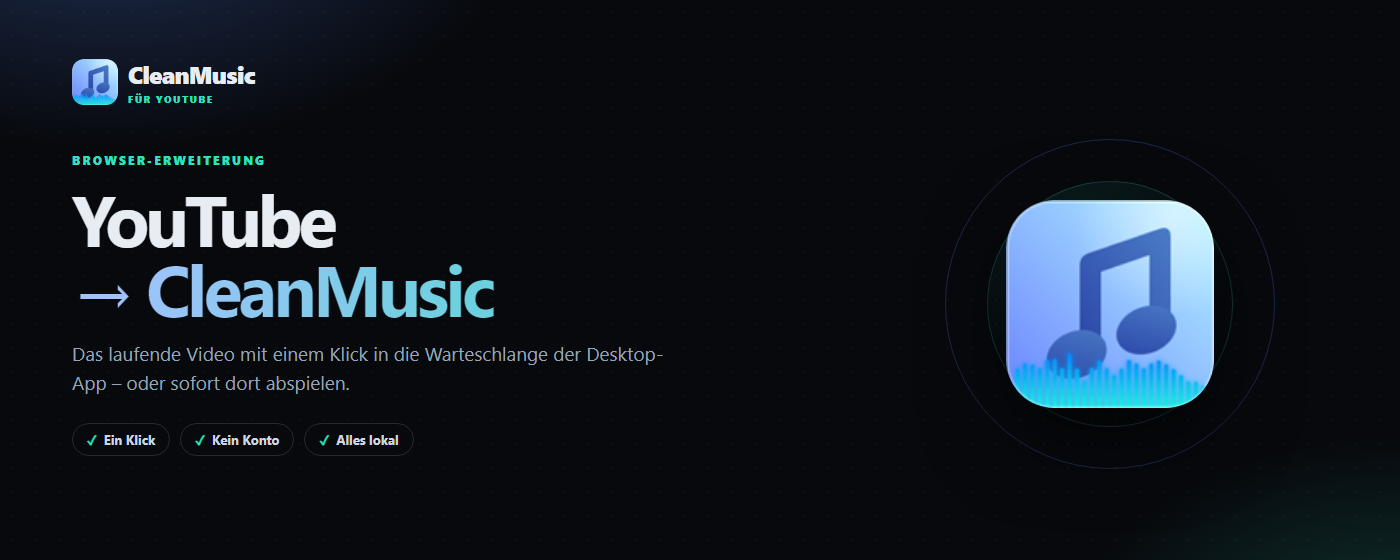 CleanMusic
FÜR YOUTUBE
BROWSER-ERWEITERUNG
YouTube
→ CleanMusic
Das laufende Video mit einem Klick in die Warteschlange der Desktop-
App – oder sofort dort abspielen.
✓ Ein Klick ✓ Kein Konto ✓ Alles lokal